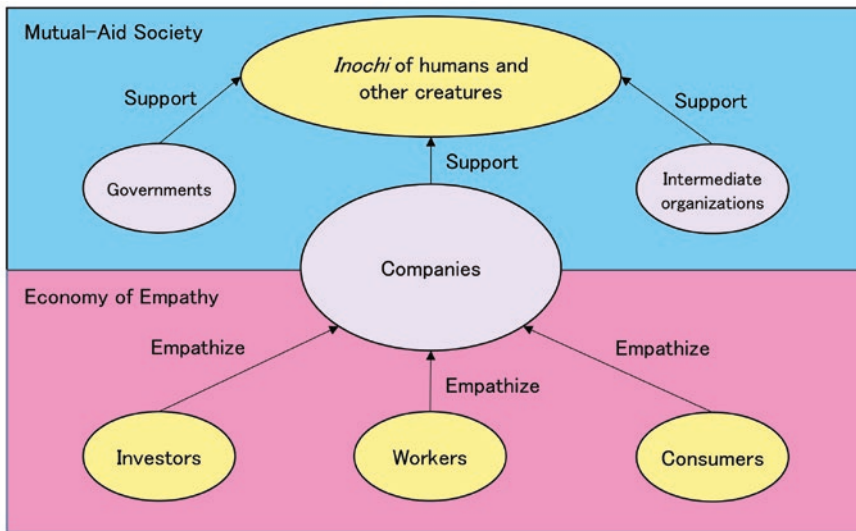 Mutual-Aid Society
Inochi of humans and
other creatures
Support
Support
Support
Governments
Intermediate
organizations
Companies
Economy of Empathy
Empathize
Empathize
Empathize
Investors
Workers
Consumers